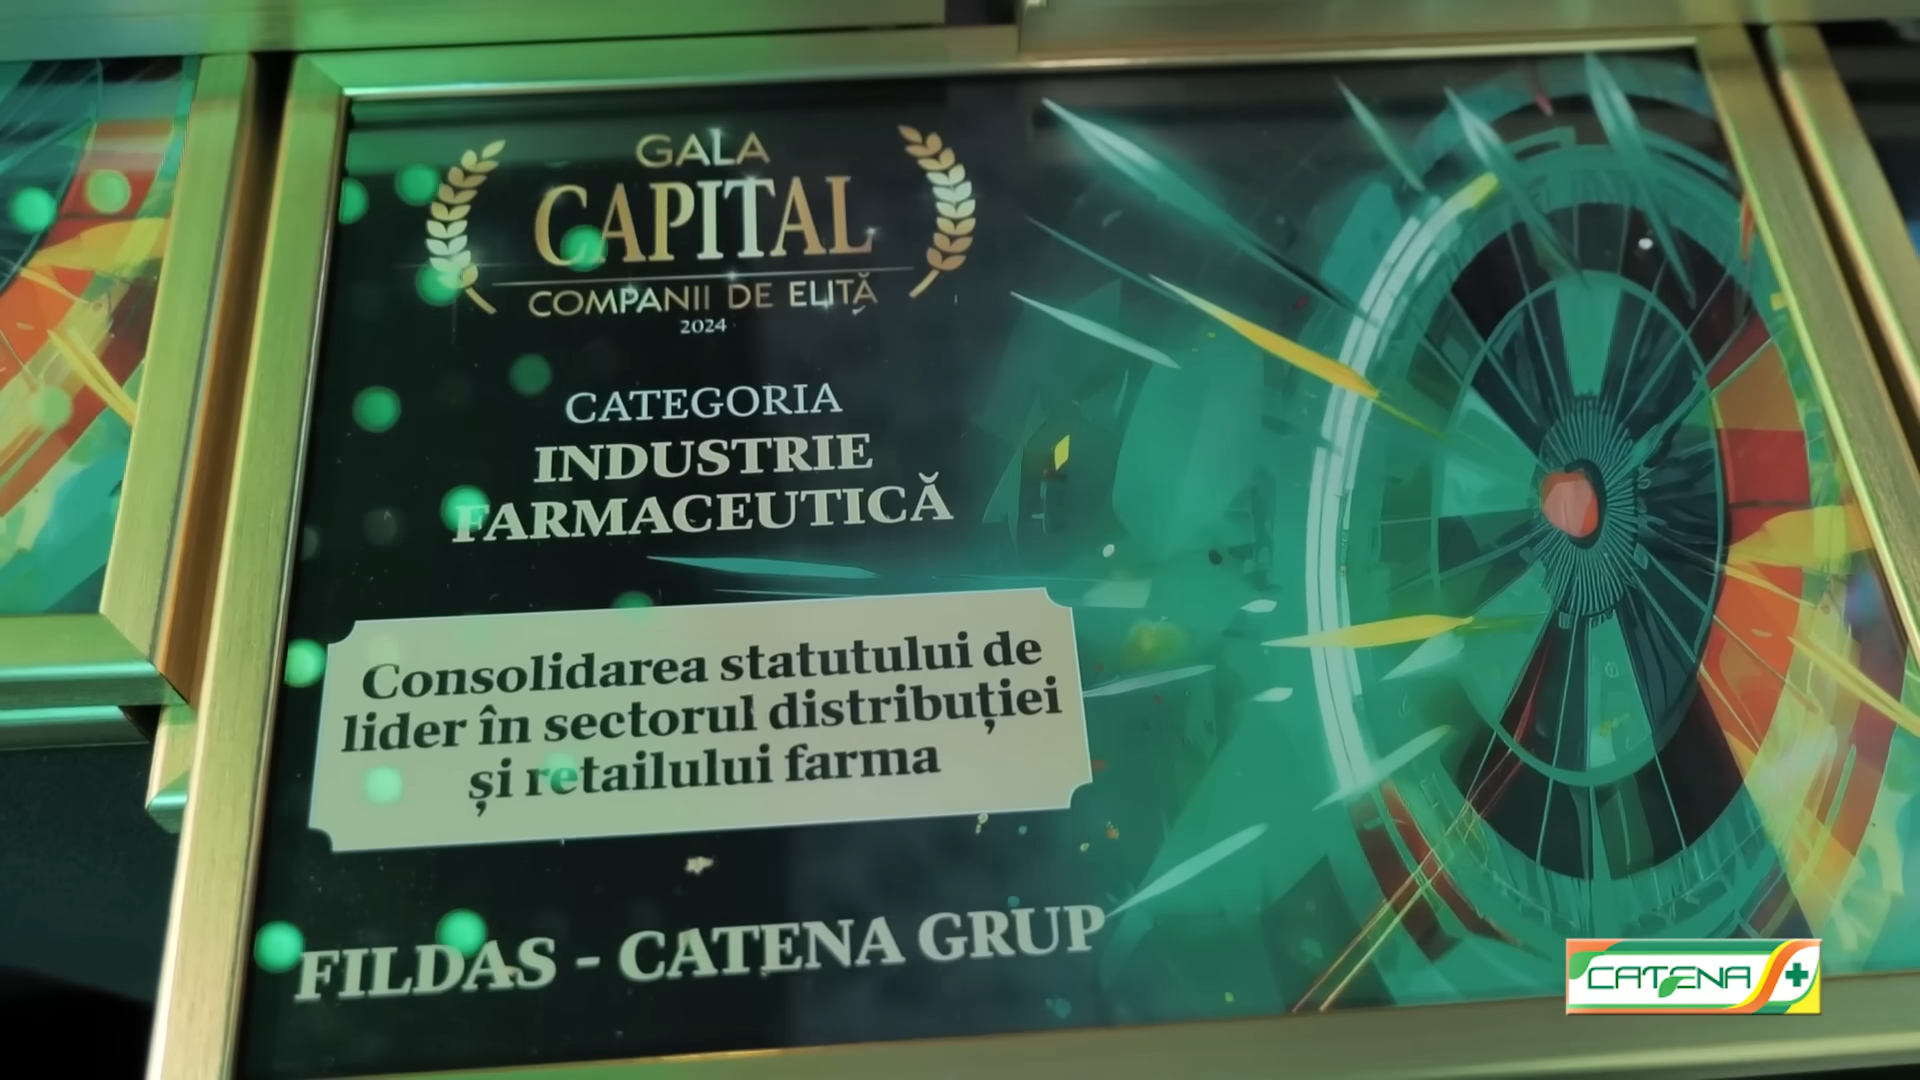 GALA
CAPITAL
COMPANII DE ELITĂ
2024
CATEGORIA
INDUSTRIE
FARMACEUTICĂ
Consolidarea statutului de
lider în sectorul distribuției
și retailului farma
FILDAS - CATENA GRUP
CATENA